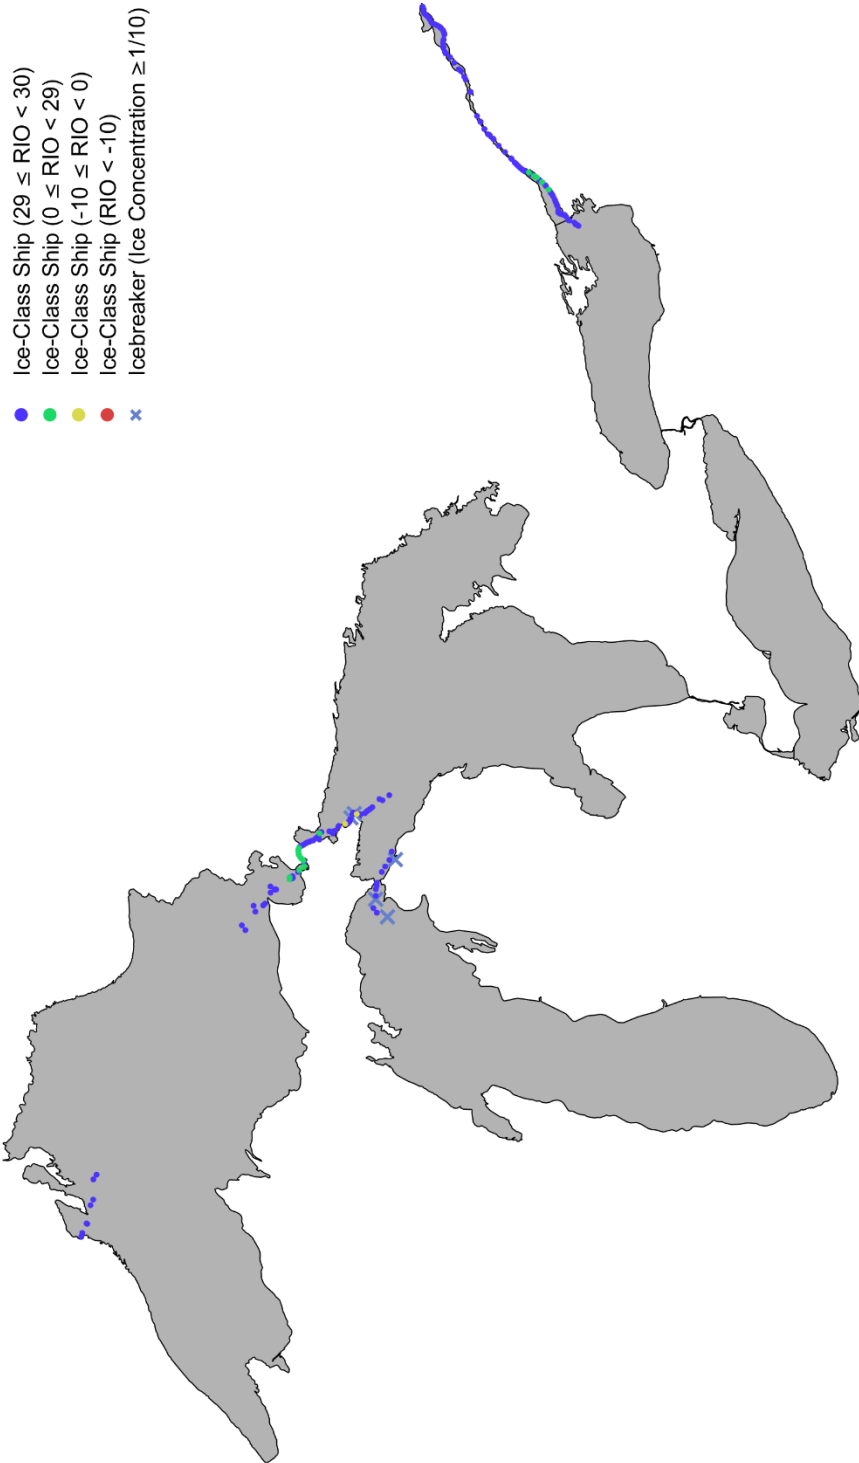 Ice-Class Ship (29 ≤ RIO < 30)
Ice-Class Ship (0 ≤ RIO < 29)
Ice-Class Ship (-10 ≤ RIO < 0)
Ice-Class Ship (RIO < -10)
Icebreaker (Ice Concentration ≥ 1/10)